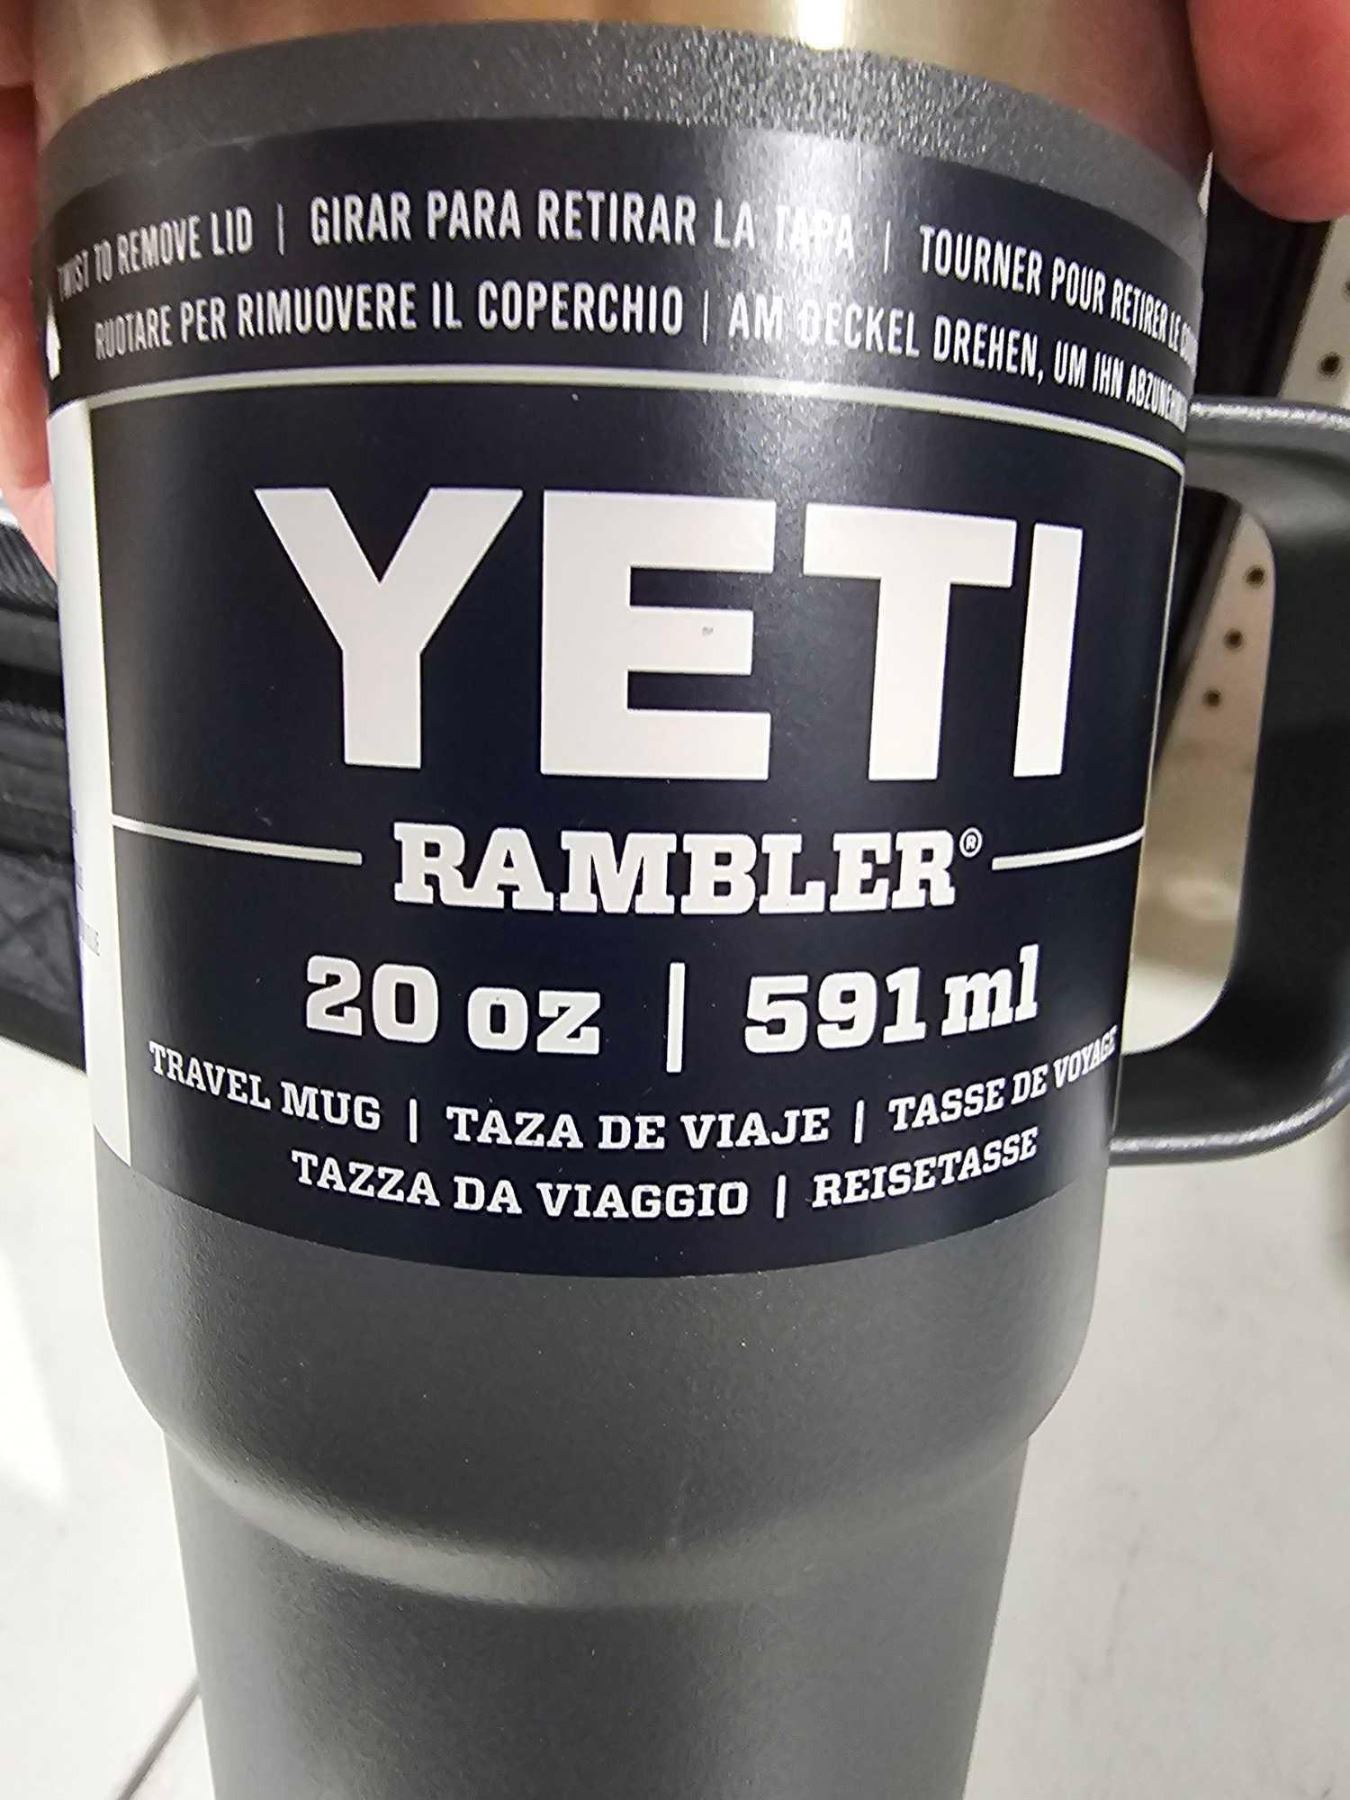 TWIST TO REMOVE LID | GIRAR PARA RETIRAR LA TAPA | TOURNER POUR RETIRER LE
RUOTARE PER RIMUOVERE IL COPERCHIO | AM DECKEL DREHEN, UM IHN
YETI
RAMBLER®
20 oz | 591 ml
TRAVEL MUG | TAZA DE VIAJE | TASSE DE VOYAGE
TAZZA DA VIAGGIO | REISETASSE